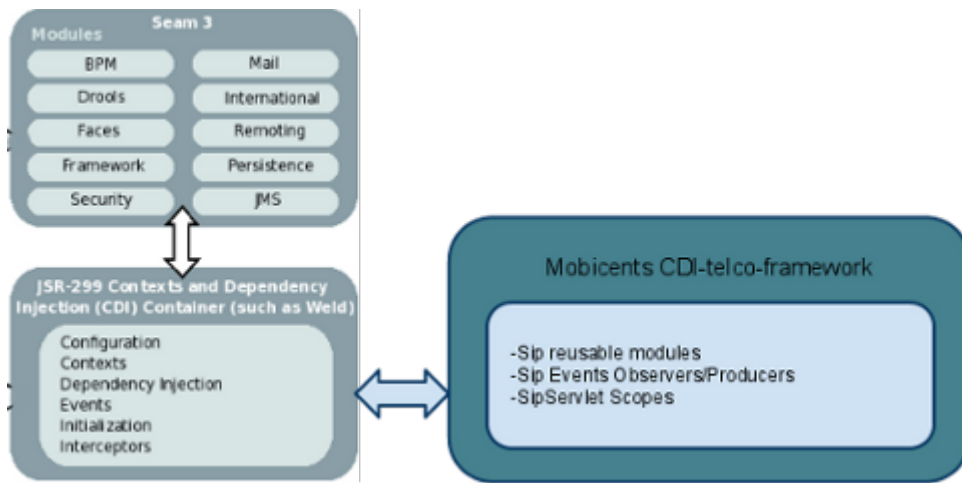 Seam 3
Modules
BPM
Mail
Drools
International
Faces
Remoting
Framework
Persistence
Security
JMS
JSR-299 Contexts and Dependency
Injection (CDI) Container (such as Weld)
Configuration
Contexts
Dependency Injection
Events
Initialization
Interceptors
Mobicents CDI-telco-framework
-Sip reusable modules
-Sip Events Observers/Producers
-SipServlet Scopes